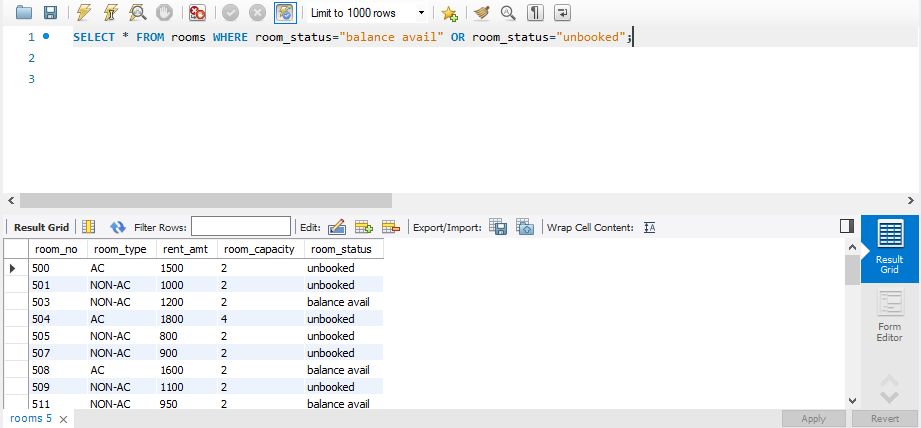 Limit to 1000 rows
1 SELECT * FROM rooms WHERE room_status="balance avail" OR room_status="unbooked";
2
3
Result Grid Filter Rows: Edit: Export/Import: Wrap Cell Content:
room_no room_type rent_amt room_capacity room_status
500 AC 1500 2 unbooked
501 NON-AC 1000 2 unbooked
503 NON-AC 1200 2 balance avail
504 AC 1800 4 unbooked
505 NON-AC 800 2 unbooked
507 NON-AC 900 2 unbooked
508 AC 1600 2 balance avail
509 NON-AC 1100 2 unbooked
511 NON-AC 950 2 balance avail
Result
Grid
Form
Editor
rooms 5 Apply Revert